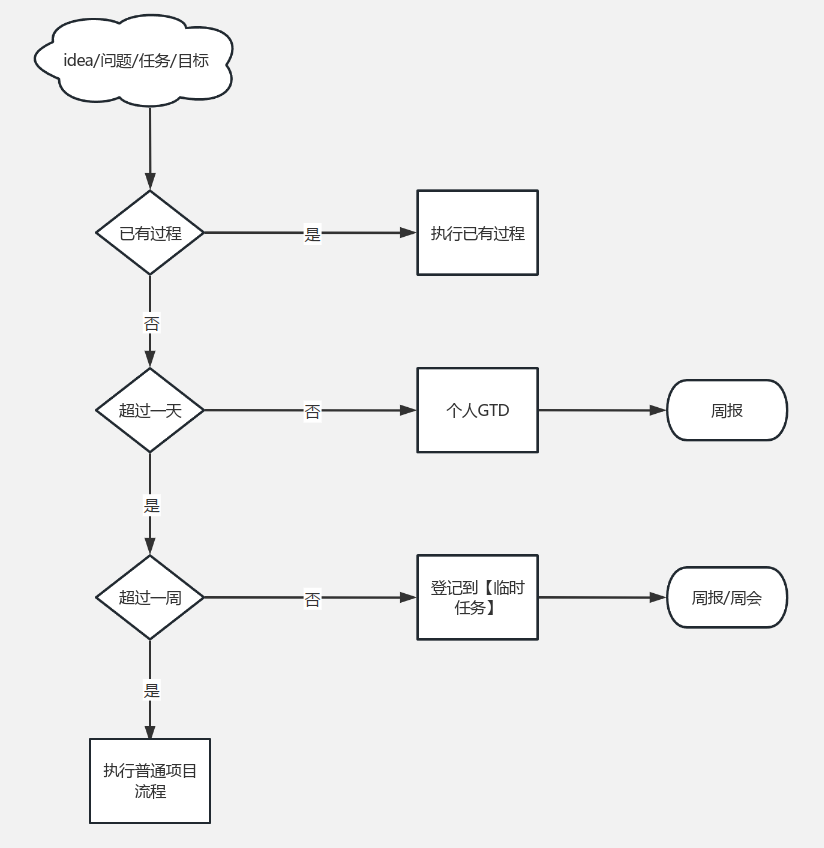 idea/问题/任务/目标
已有过程
是
执行已有过程
否
超过一天
否
个人GTD
周报
是
超过一周
否
登记到【临时
任务】
周报/周会
是
执行普通项目
流程